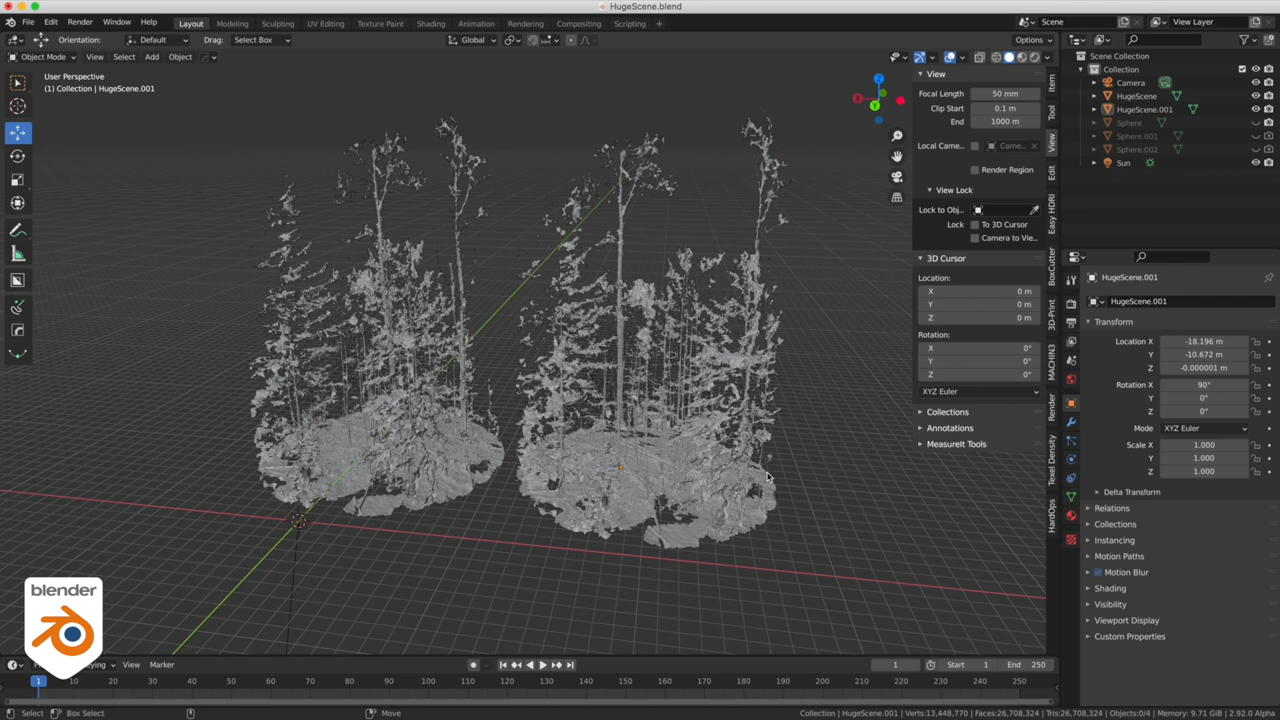 HugeScene.blend
File Edit Render Window Help Layout Modeling Sculpting UV Editing Texture Paint Shading Animation Rendering Compositing Scripting + Scene View Layer
Orientation: Default Drag: Select Box Global Options
Object Mode View Select Add Object
User Perspective
(1) Collection | HugeScene.001
X
Y
Z
View
Focal Length 50 mm
Clip Start 0.1 m
End 1000 m
Local Came... Came...
Render Region
View Lock
Lock to Obj...
Lock To 3D Cursor
Camera to Vie...
3D Cursor
Location:
X 0 m
Y 0 m
Z 0 m
Rotation:
X 0°
Y 0°
Z 0°
XYZ Euler
Collections
Annotations
MeasureIt Tools
Item
Tool
View
Edit
Easy HDRI
BoxCutter
3D-Print
MACHIN3
Render
Texel Density
HardOps
Scene Collection
Collection
Camera
HugeScene
HugeScene.001
Sphere
Sphere.001
Sphere.002
Sun
HugeScene.001
HugeScene.001
Transform
Location X -18.196 m
Y -10.672 m
Z -0.000001 m
Rotation X 90°
Y 0°
Z 0°
Mode XYZ Euler
Scale X 1.000
Y 1.000
Z 1.000
Delta Transform
Relations
Collections
Instancing
Motion Paths
Motion Blur
Shading
Visibility
Viewport Display
Custom Properties
blender
View Marker 1 Start 1 End 250
1 10 20 30 40 50 60 70 80 90 100 110 120 130 140 150 160 170 180 190 200 210 220 230 240 250
Select Box Select Move Collection | HugeScene.001 | Verts:13,448,770 | Faces:26,708,324 | Tris:26,708,324 | Objects:0/4 | Memory: 9.71 GiB | 2.92.0 Alpha